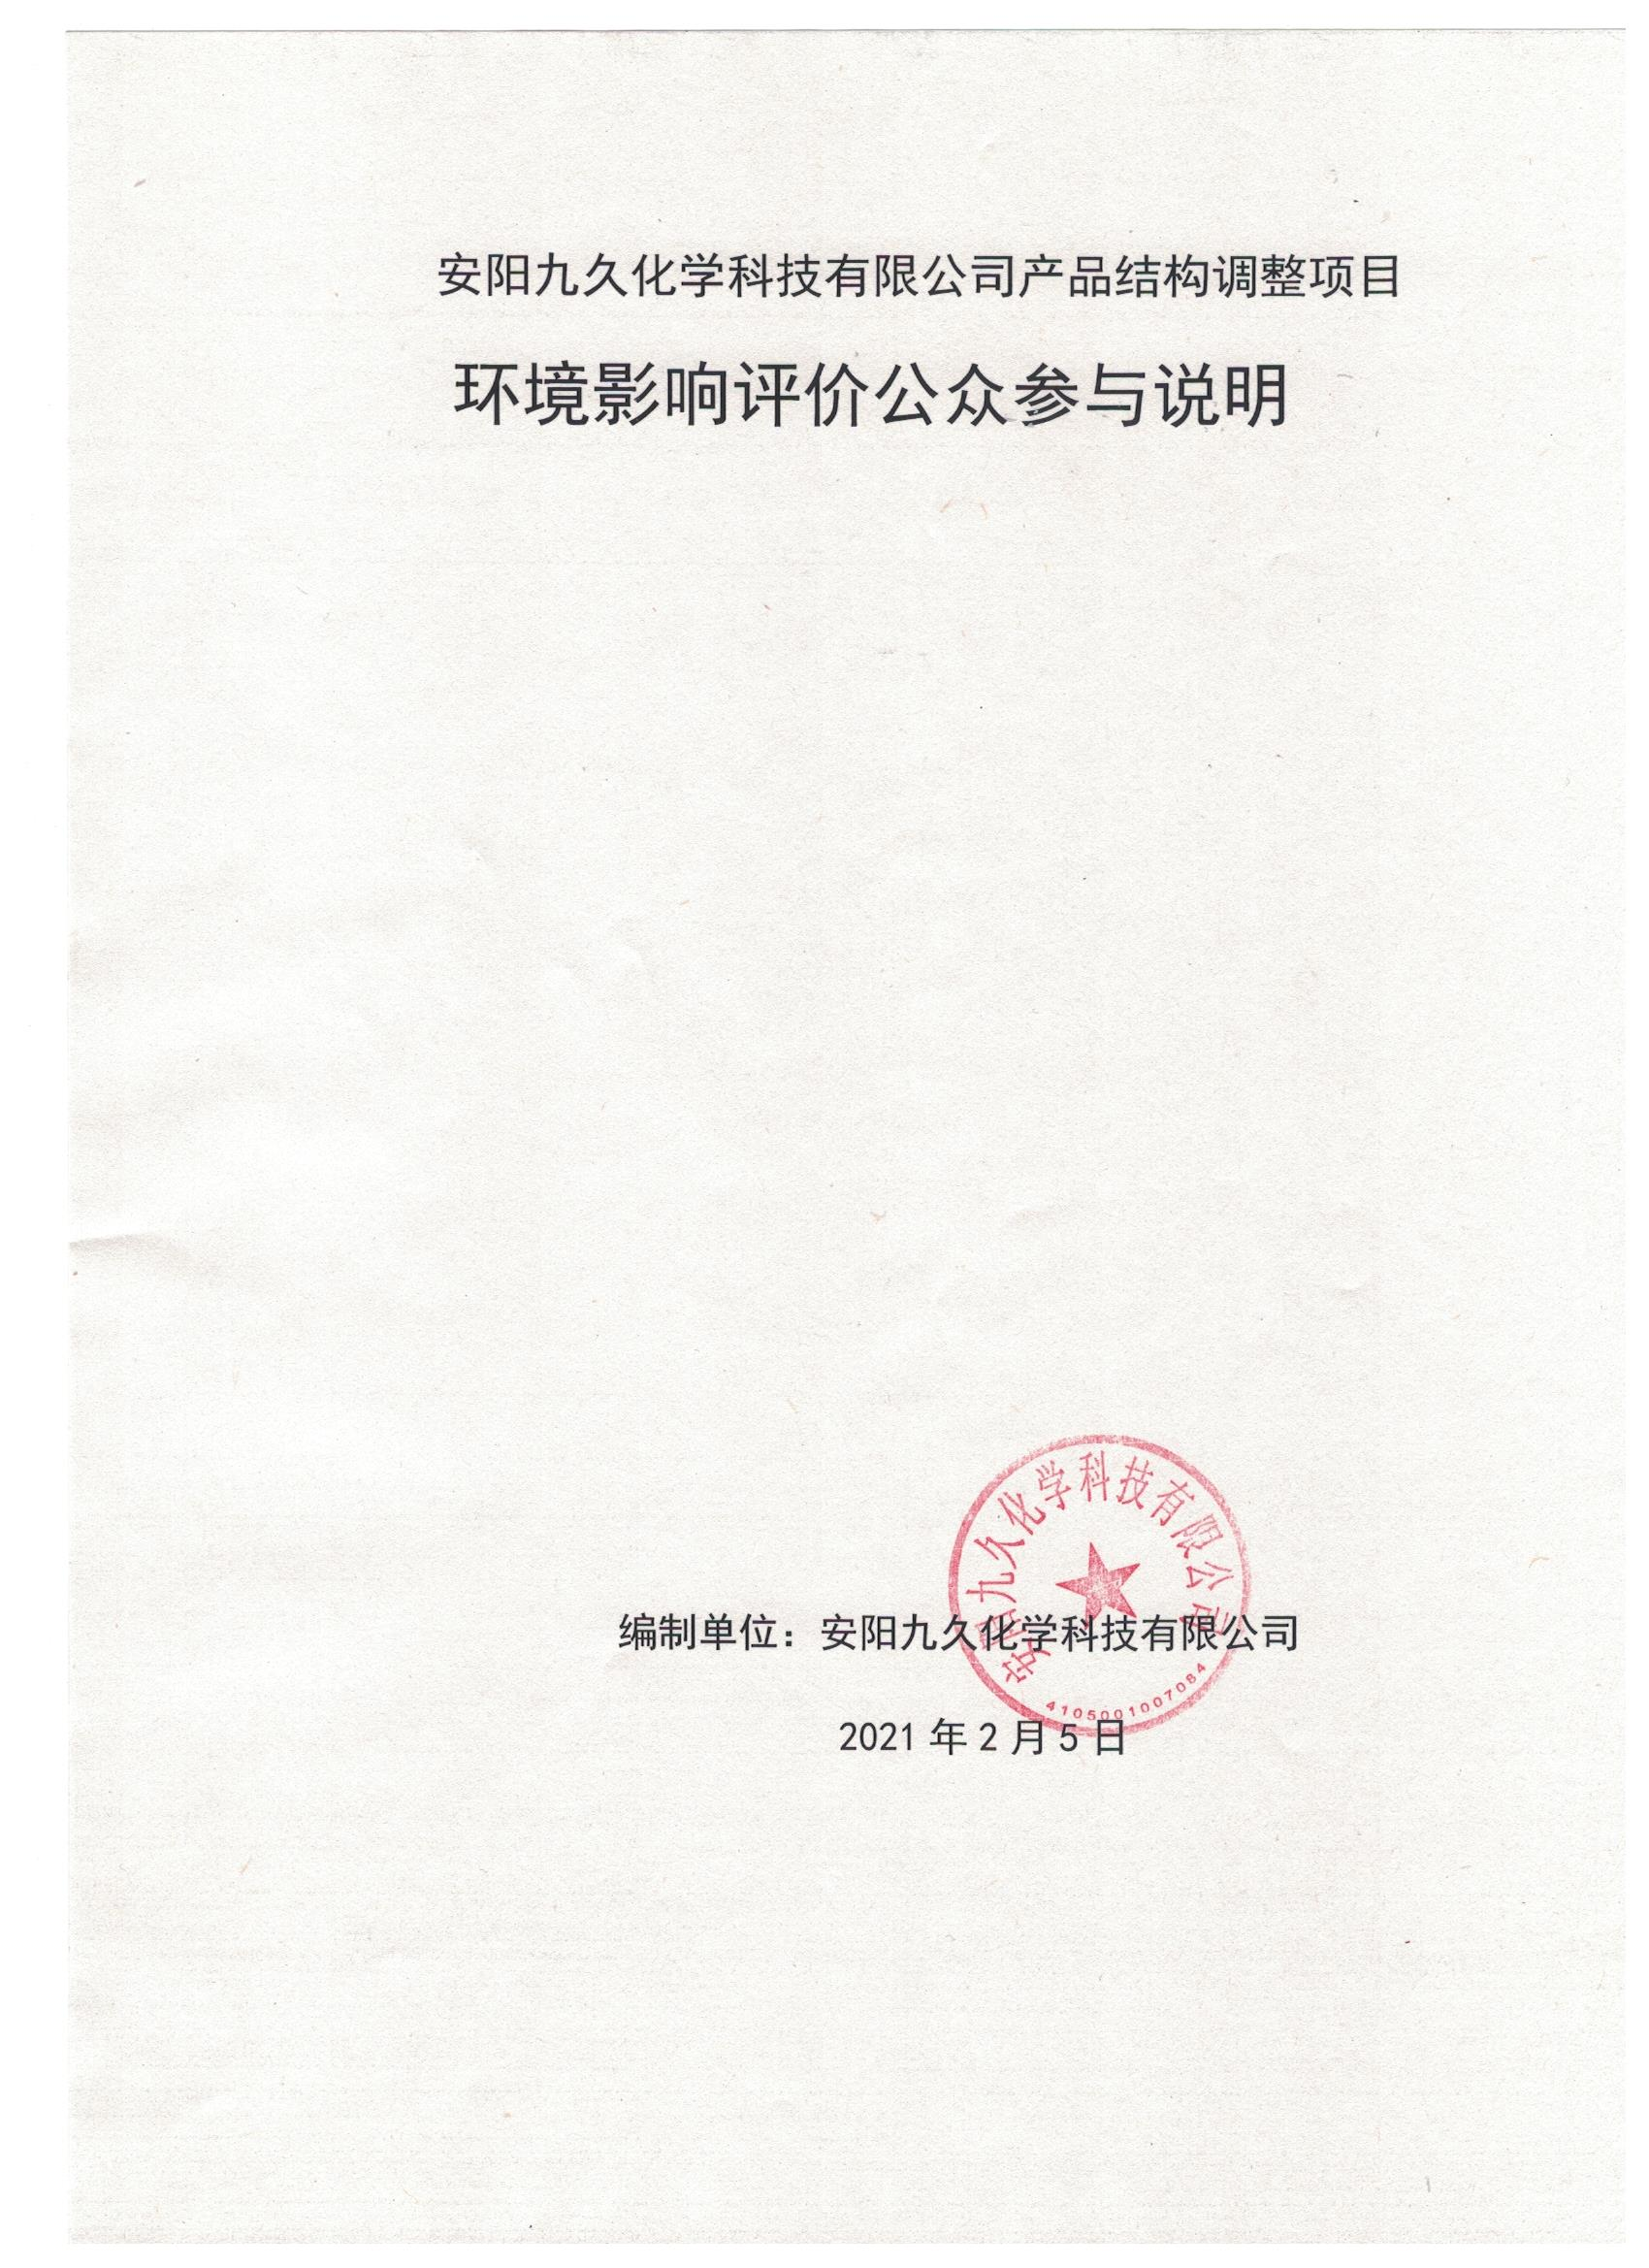 安阳九久化学科技有限公司产品结构调整项目
环境影响评价公众参与说明
安阳九久化学科技有限公司
编制单位：安阳九久化学科技有限公司
4105001007084
2021 年 2 月 5 日